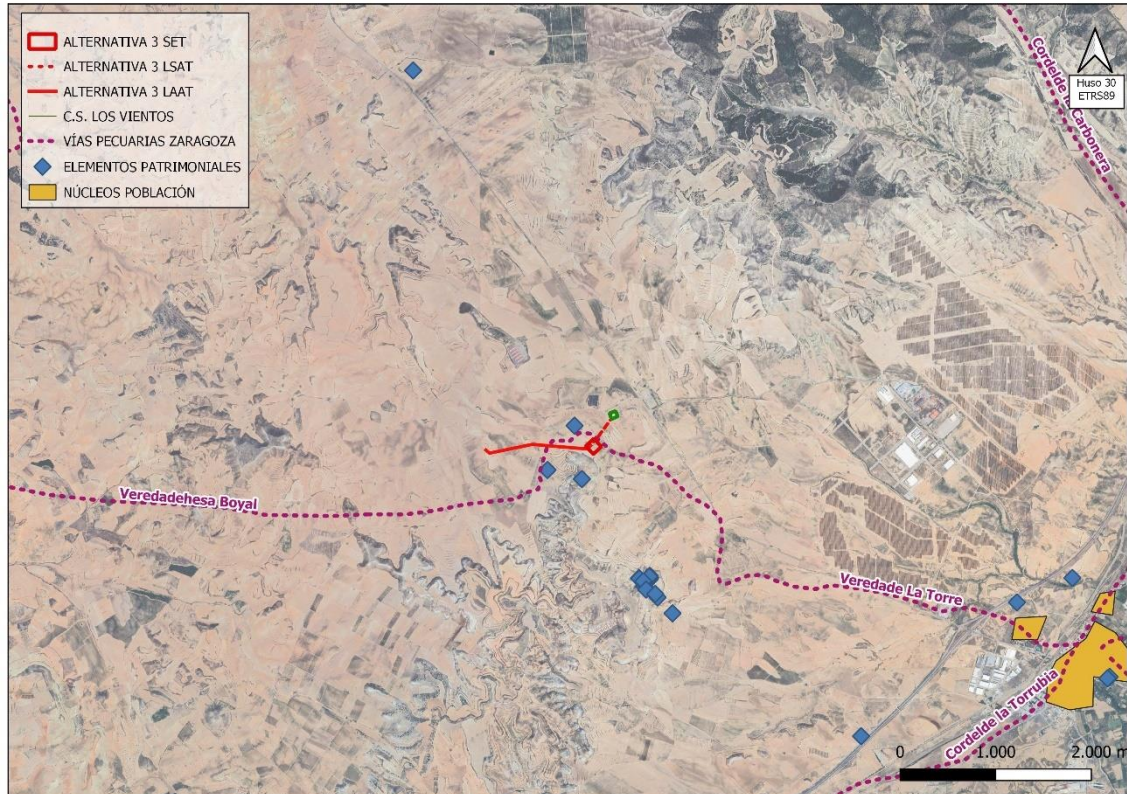 ALTERNATIVA 3 SET
ALTERNATIVA 3 LSAT
ALTERNATIVA 3 LAAT
C.S. LOS VIENTOS
VÍAS PECUARIAS ZARAGOZA
ELEMENTOS PATRIMONIALES
NÚCLEOS POBLACIÓN
Huso 30
ETRS89
Cordelde la Carbonera
Veredadehesa Boyal
Veredade La Torre
Cordelde la Torrubia
0 1.000 2.000 m